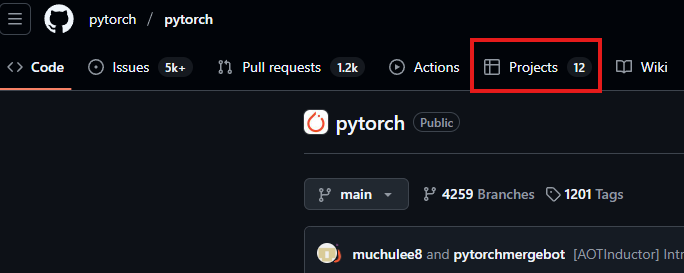 pytorch / pytorch
Code Issues 5k+ Pull requests 1.2k Actions Projects 12 Wiki
pytorch Public
main 4259 Branches 1201 Tags
muchulee8 and pytorchmergebot [AOTInductor] Intr